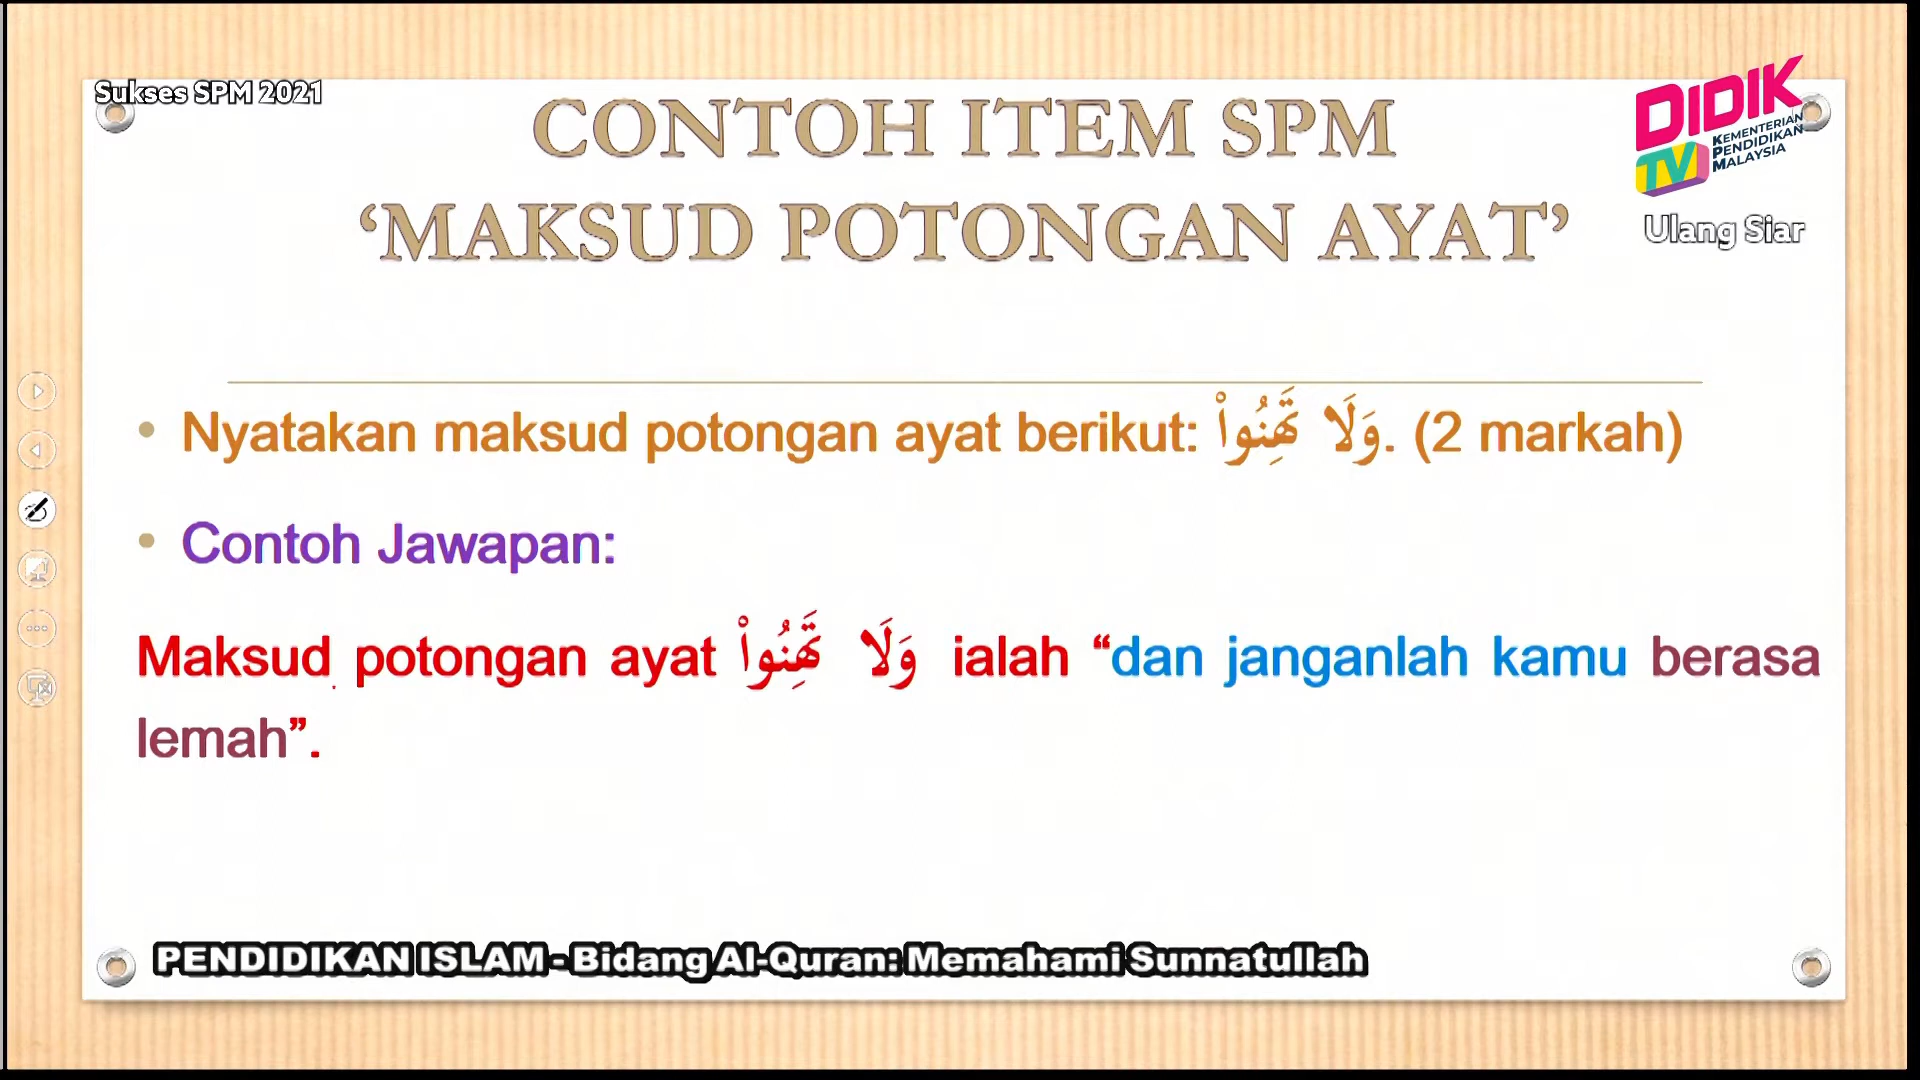 Sukses SPM 2021
CONTOH ITEM SPM
‘MAKSUD POTONGAN AYAT’
DIDIK
TV
KEMENTERIAN
PENDIDIKAN
MALAYSIA
Ulang Siar
• Nyatakan maksud potongan ayat berikut: وَلَا تَهِنُواْ. (2 markah)
• Contoh Jawapan:
Maksud potongan ayat وَلَا تَهِنُواْ ialah “dan janganlah kamu berasa
lemah”.
PENDIDIKAN ISLAM - Bidang Al-Quran: Memahami Sunnatullah